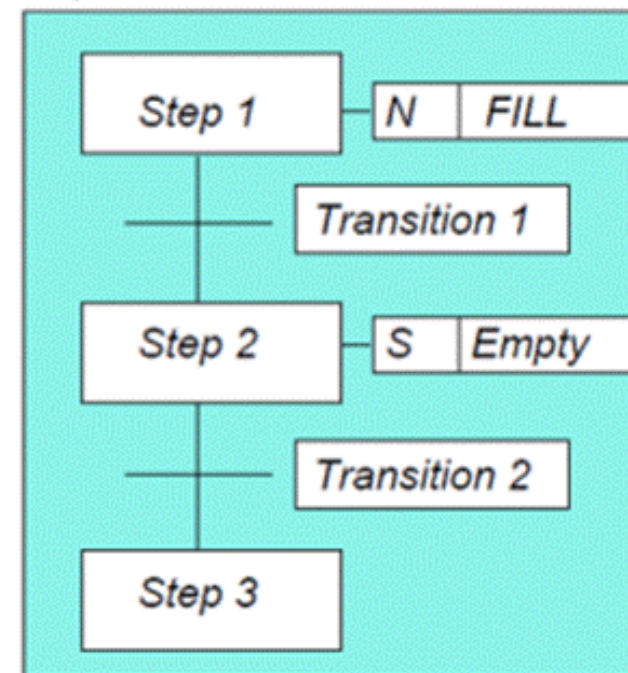 Step 1
N FILL
Transition 1
Step 2
S Empty
Transition 2
Step 3